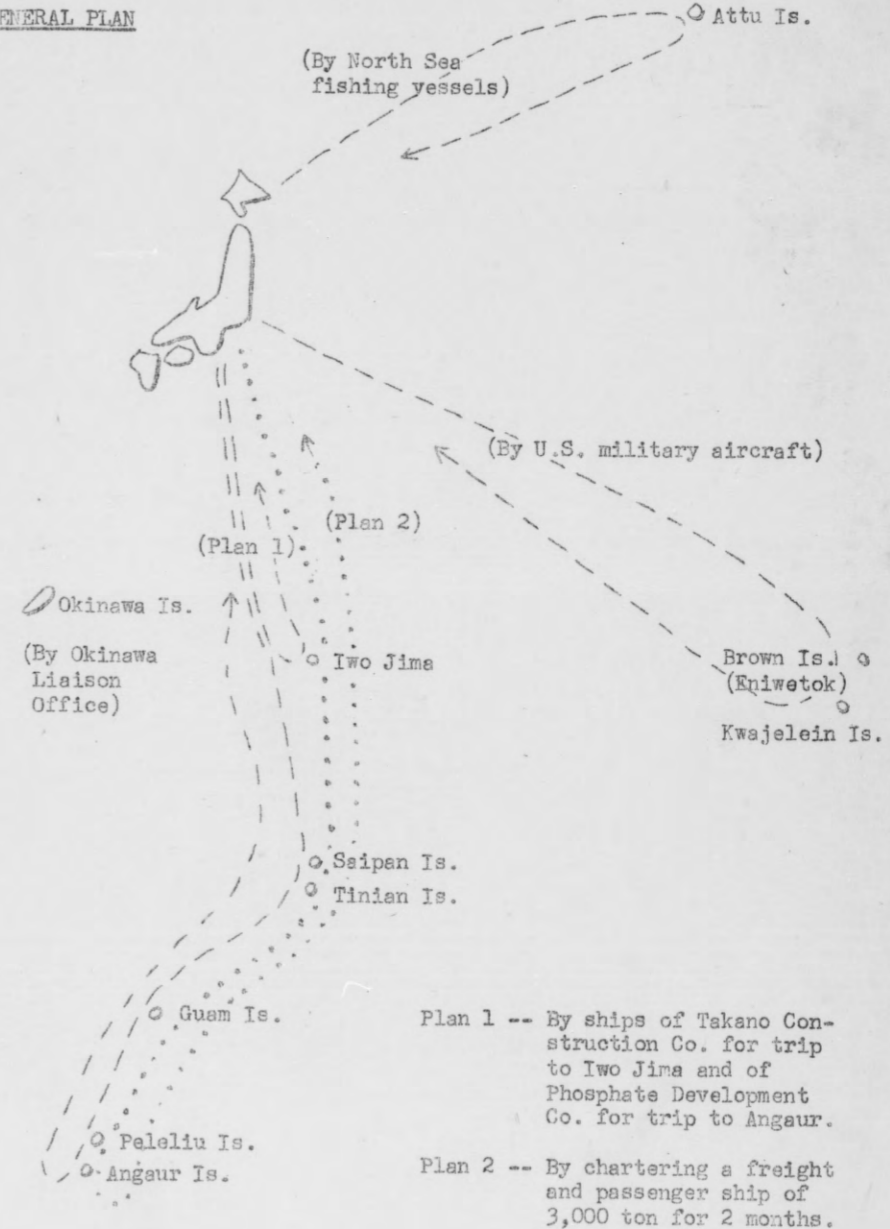 ENERAL PLAN
Attu Is.
(By North Sea
fishing vessels)
(By U.S. military aircraft)
(Plan 2)
(Plan 1)
Okinawa Is.
(By Okinawa
Liaison
Office)
Iwo Jima
Brown Is.
(Eniwetok)
Kwajelein Is.
Saipan Is.
Tinian Is.
Guam Is.
Peleliu Is.
Angaur Is.
Plan 1 -- By ships of Takano Con-
struction Co. for trip
to Iwo Jima and of
Phosphate Development
Co. for trip to Angaur.
Plan 2 -- By chartering a freight
and passenger ship of
3,000 ton for 2 months.